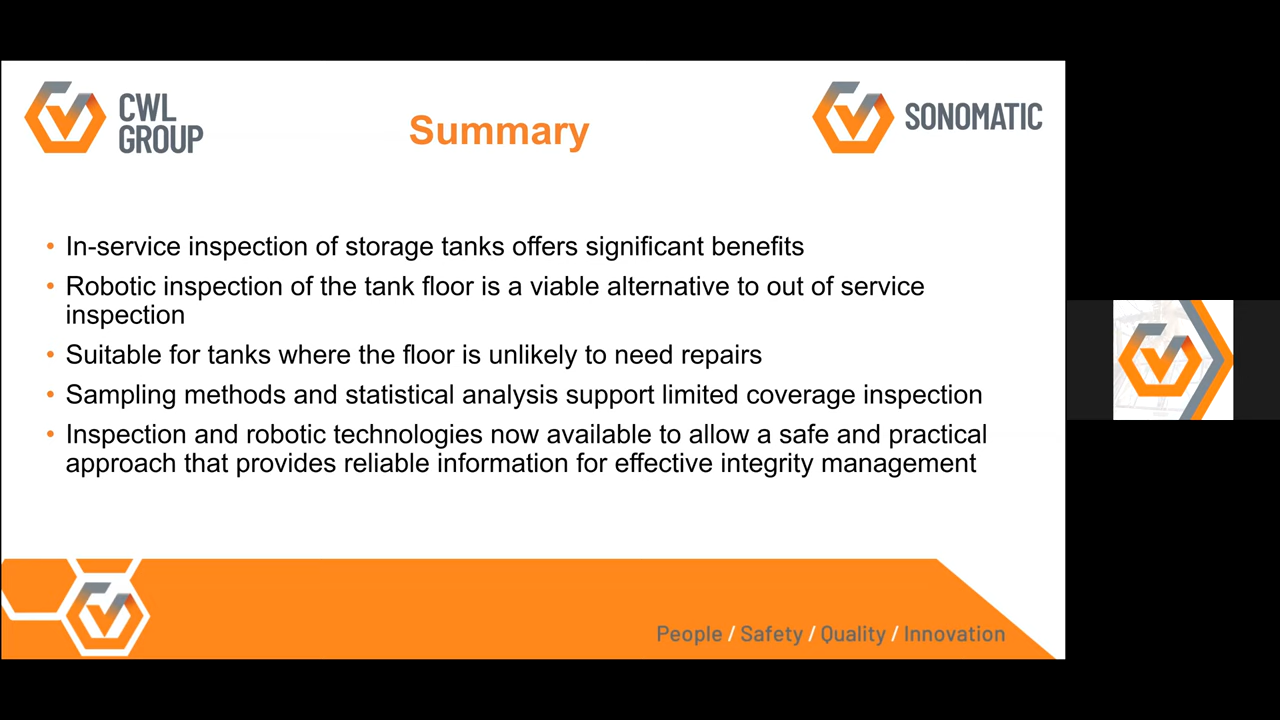 CWL
GROUP
Summary
SONOMATIC
• In-service inspection of storage tanks offers significant benefits
• Robotic inspection of the tank floor is a viable alternative to out of service
inspection
• Suitable for tanks where the floor is unlikely to need repairs
• Sampling methods and statistical analysis support limited coverage inspection
• Inspection and robotic technologies now available to allow a safe and practical
approach that provides reliable information for effective integrity management
People / Safety / Quality / Innovation